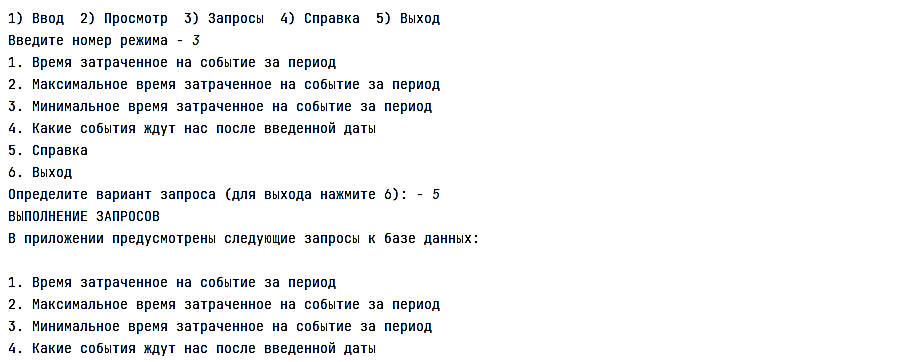 1) Ввод  2) Просмотр  3) Запросы  4) Справка  5) Выход
Введите номер режима - 3
1. Время затраченное на событие за период
2. Максимальное время затраченное на событие за период
3. Минимальное время затраченное на событие за период
4. Какие события ждут нас после введенной даты
5. Справка
6. Выход
Определите вариант запроса (для выхода нажмите 6): - 5
ВЫПОЛНЕНИЕ ЗАПРОСОВ
В приложении предусмотрены следующие запросы к базе данных:
1. Время затраченное на событие за период
2. Максимальное время затраченное на событие за период
3. Минимальное время затраченное на событие за период
4. Какие события ждут нас после введенной даты